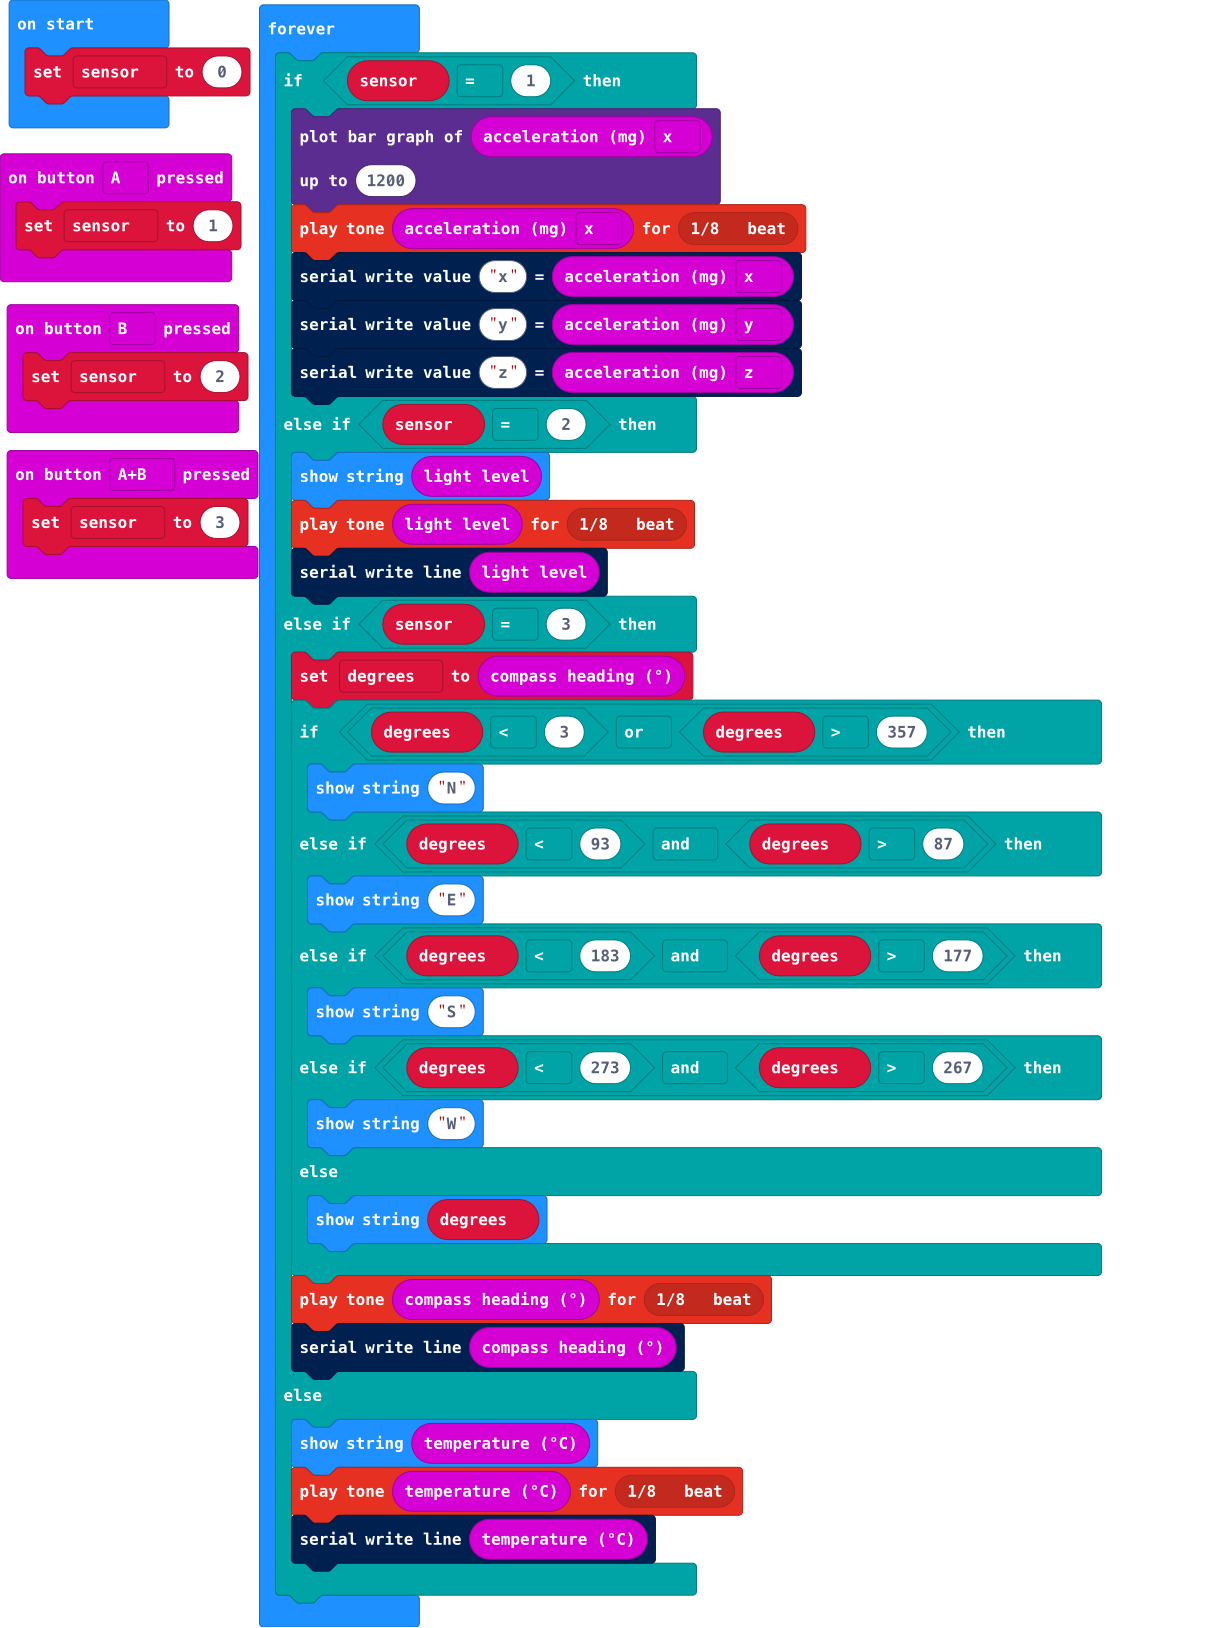 on start
set sensor to 0
on button A pressed
set sensor to 1
on button B pressed
set sensor to 2
on button A+B pressed
set sensor to 3
forever
if sensor = 1 then
plot bar graph of acceleration (mg) x
up to 1200
play tone acceleration (mg) x for 1/8 beat
serial write value "x" = acceleration (mg) x
serial write value "y" = acceleration (mg) y
serial write value "z" = acceleration (mg) z
else if sensor = 2 then
show string light level
play tone light level for 1/8 beat
serial write line light level
else if sensor = 3 then
set degrees to compass heading (°)
if degrees < 3 or degrees > 357 then
show string "N"
else if degrees < 93 and degrees > 87 then
show string "E"
else if degrees < 183 and degrees > 177 then
show string "S"
else if degrees < 273 and degrees > 267 then
show string "W"
else
show string degrees
play tone compass heading (°) for 1/8 beat
serial write line compass heading (°)
else
show string temperature (°C)
play tone temperature (°C) for 1/8 beat
serial write line temperature (°C)